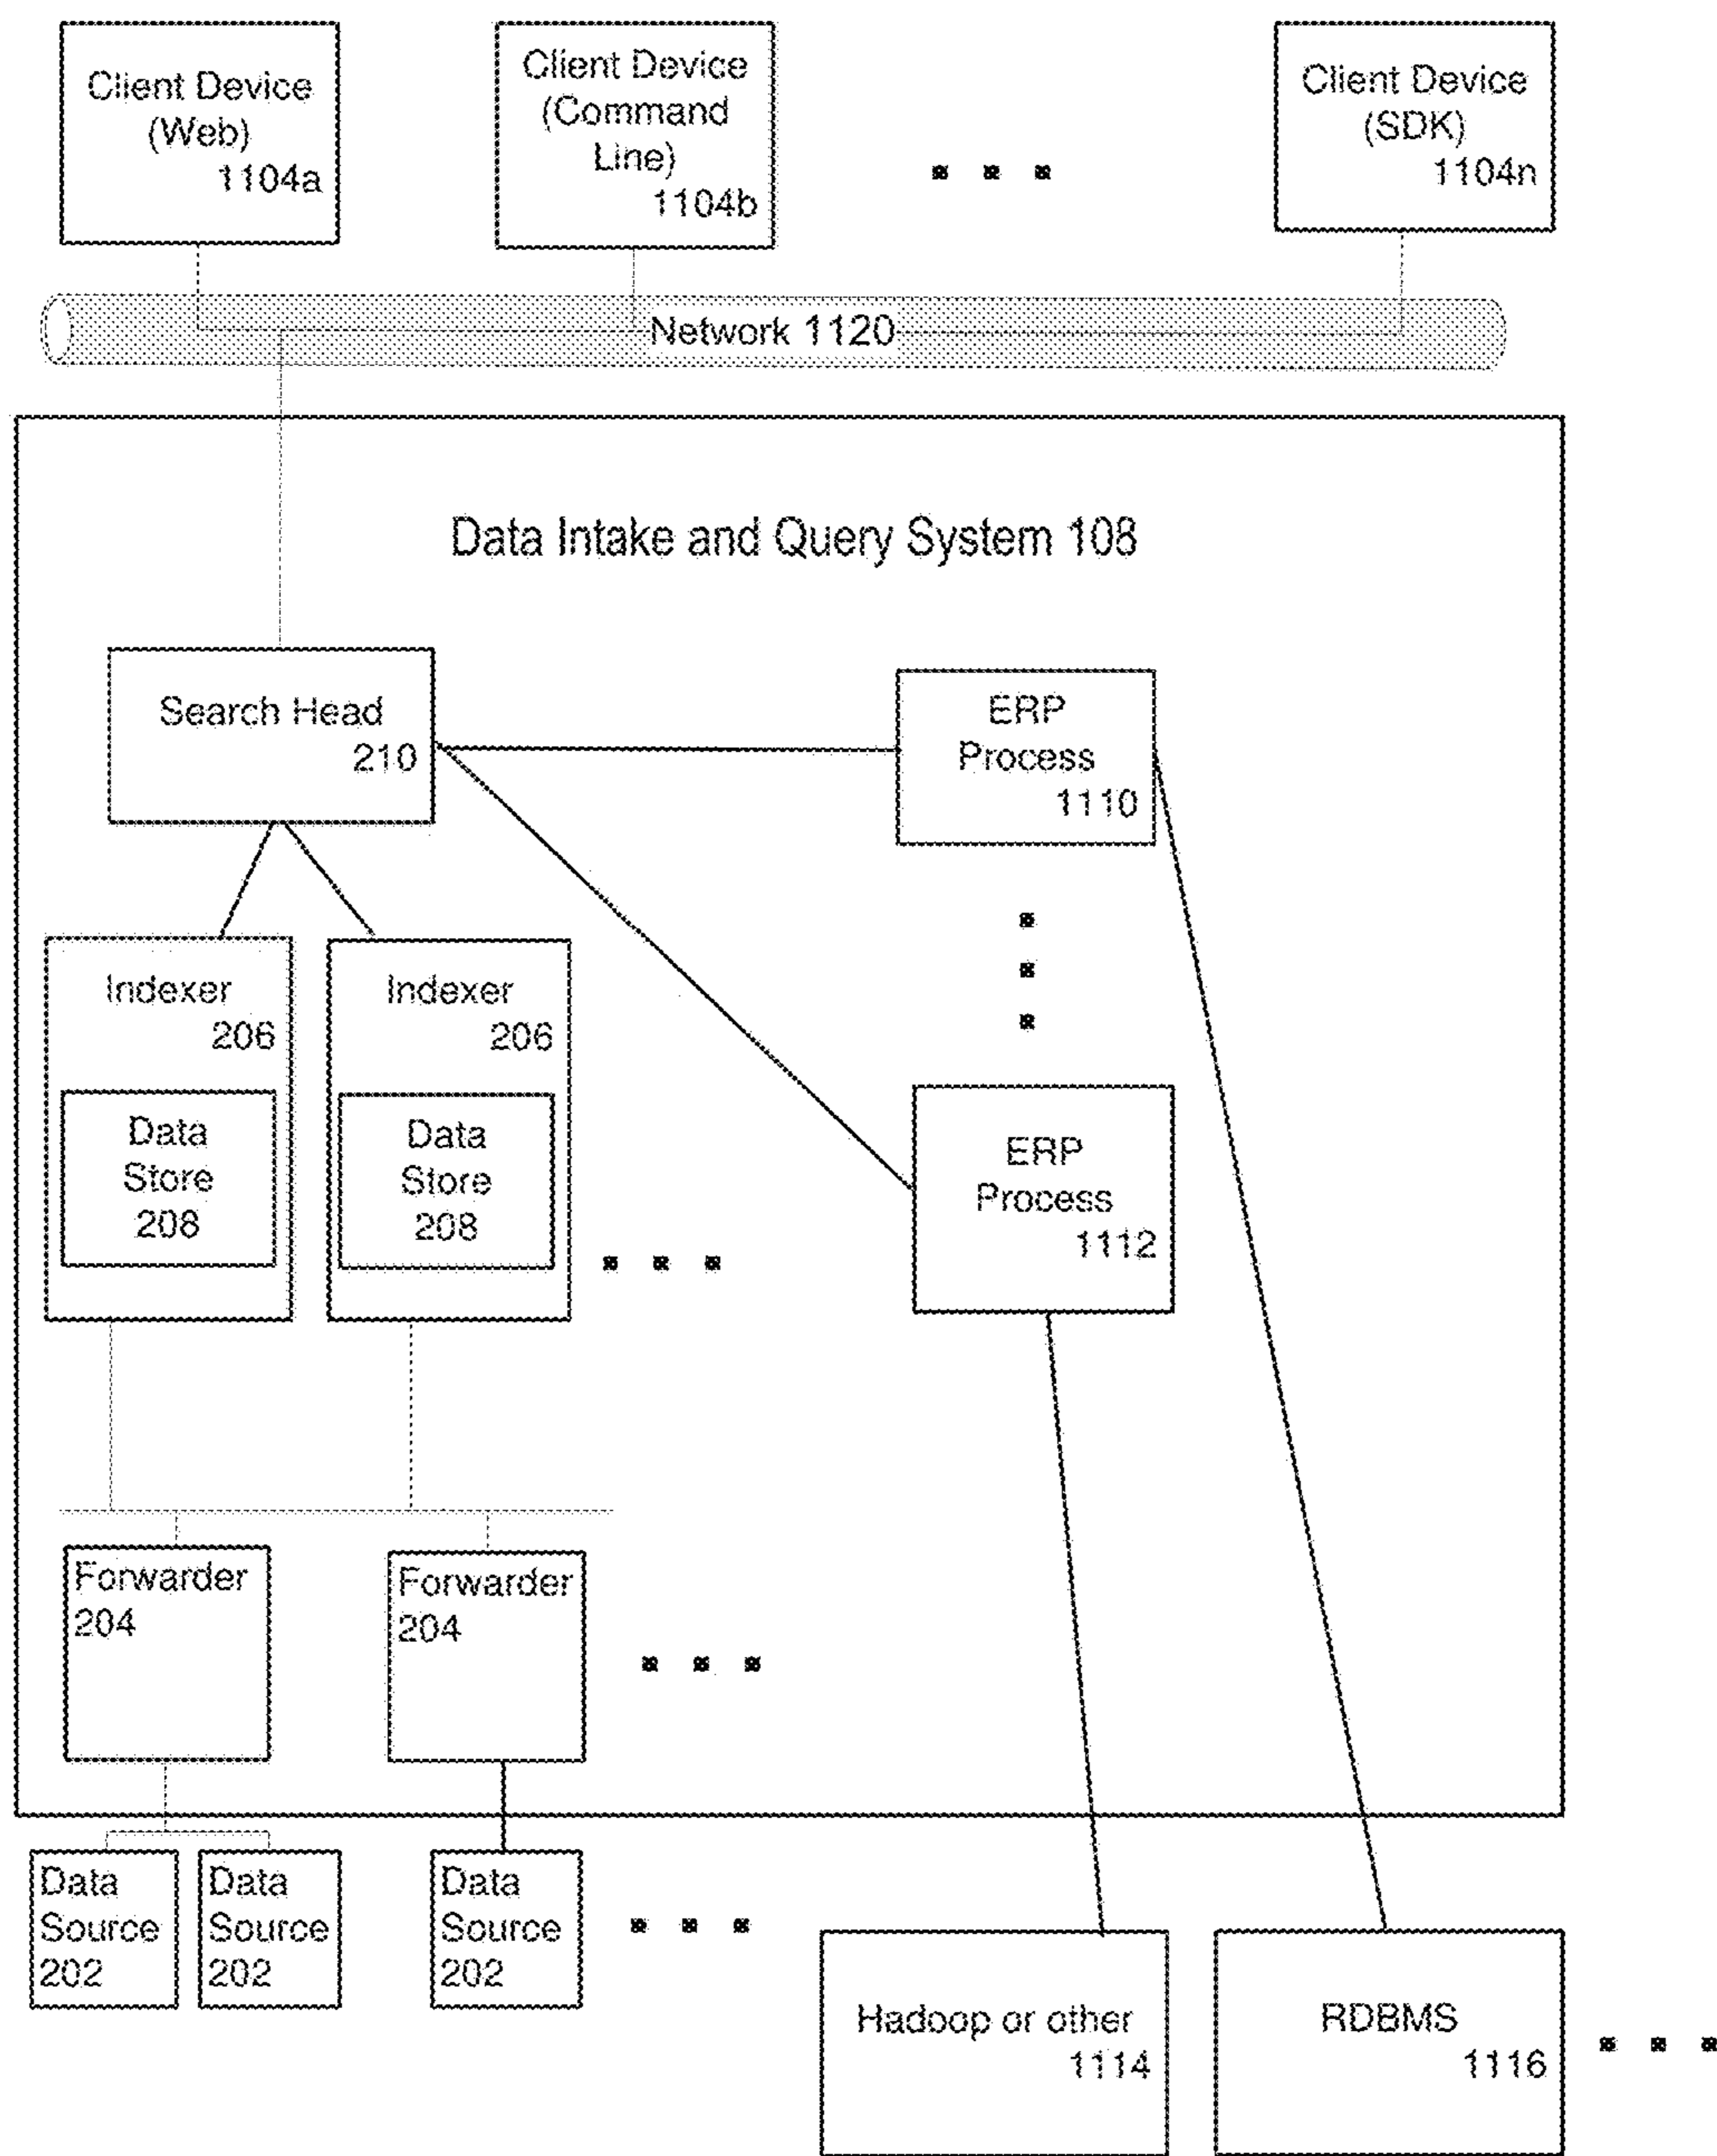 Client Device
(Web)
1104a
Client Device
(Command
Line)
1104b
Client Device
(SDK)
1104n
Network 1120
Data Intake and Query System 108
Search Head
210
ERP
Process
1110
Indexer
206
Data
Store
208
Indexer
206
Data
Store
208
ERP
Process
1112
Forwarder
204
Forwarder
204
Data
Source
202
Data
Source
202
Data
Source
202
Hadoop or other
1114
RDBMS
1116